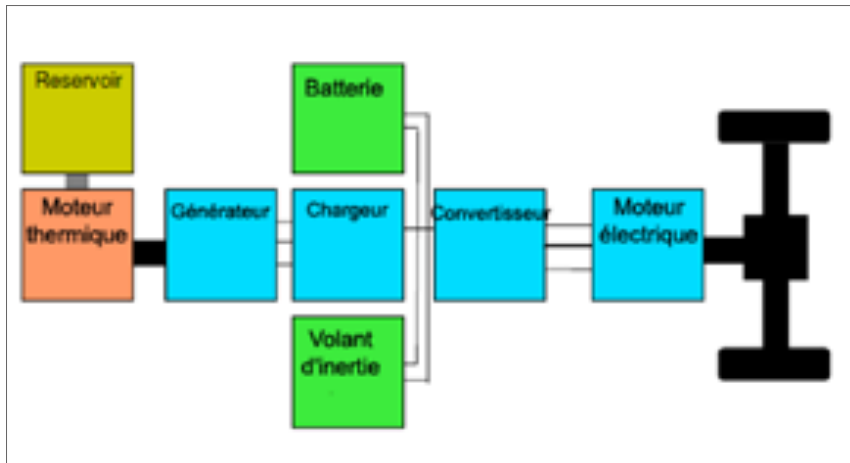 Reservoir
Batterie
Moteur
thermique
Générateur
Chargeur
Convertisseur
Moteur
électrique
Volant
d'inertie